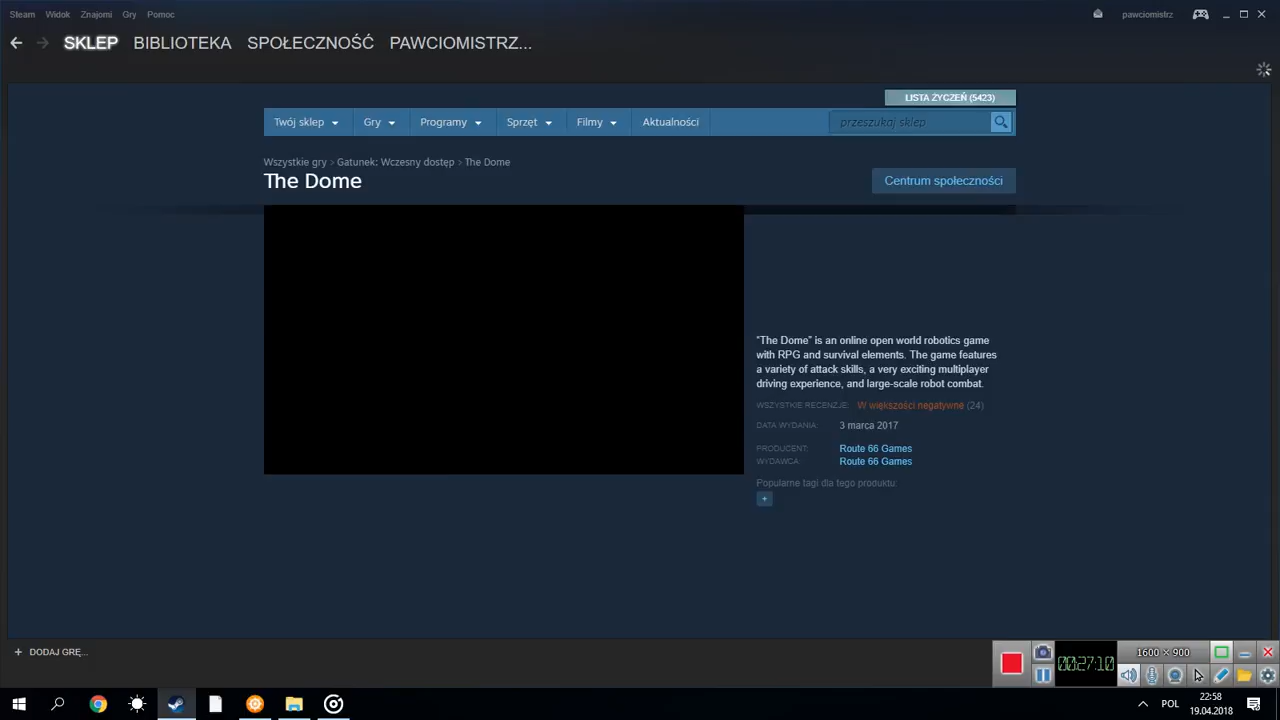 Steam Widok Znajomi Gry Pomoc
pawciomistrz
SKLEP BIBLIOTEKA SPOŁECZNOŚĆ PAWCIOMISTRZ...
LISTA ŻYCZEŃ (5423)
Twój sklep Gry Programy Sprzęt Filmy Aktualności przeszukaj sklep
Wszystkie gry > Gatunek: Wczesny dostęp > The Dome
The Dome
Centrum społeczności
"The Dome" is an online open world robotics game
with RPG and survival elements. The game features
a variety of attack skills, a very exciting multiplayer
driving experience, and large-scale robot combat.
WSZYSTKIE RECENZJE: W większości negatywne (24)
DATA WYDANIA: 3 marca 2017
PRODUCENT: Route 66 Games
WYDAWCA: Route 66 Games
Popularne tagi dla tego produktu:
+
+ DODAJ GRĘ...
1600 × 900
00:27:10
POL
22:58
19.04.2018